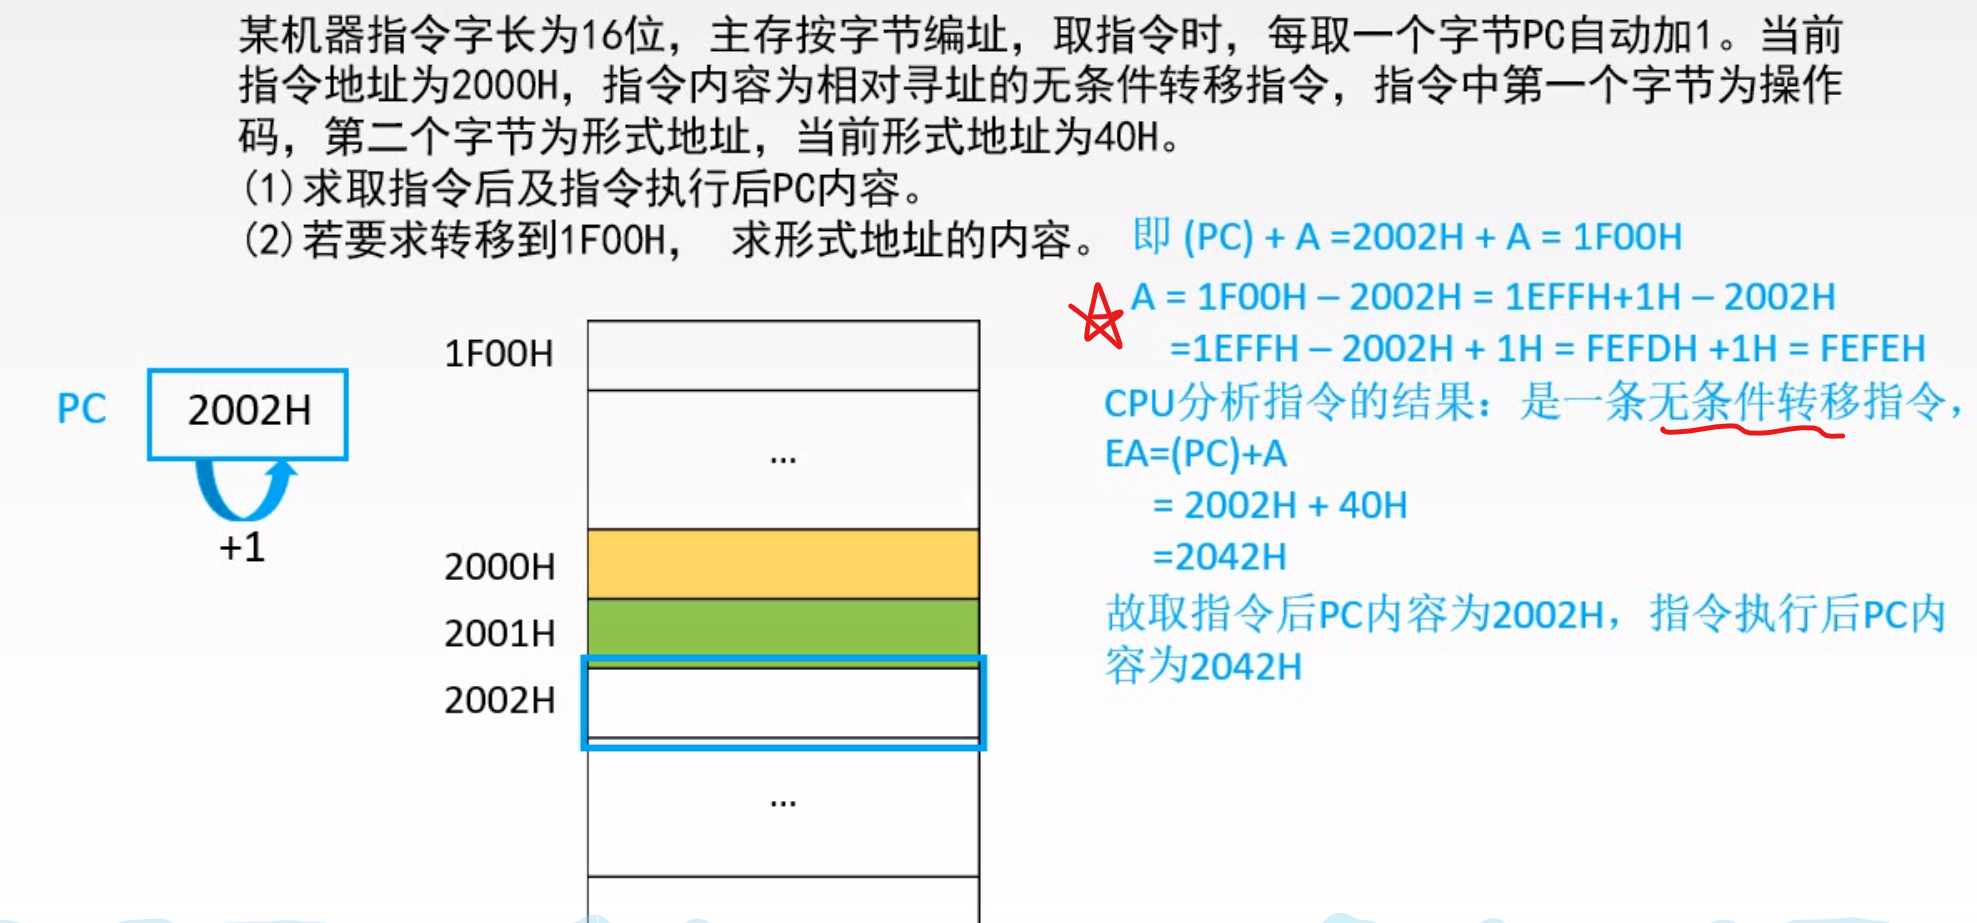 某机器指令字长为16位，主存按字节编址，取指令时，每取一个字节PC自动加1。当前
指令地址为2000H，指令内容为相对寻址的无条件转移指令，指令中第一个字节为操作
码，第二个字节为形式地址，当前形式地址为40H。
(1)求取指令后及指令执行后PC内容。
(2)若要求转移到1F00H， 求形式地址的内容。
即 (PC) + A =2002H + A = 1F00H
A = 1F00H – 2002H = 1EFFH+1H – 2002H
=1EFFH – 2002H + 1H = FEFDH +1H = FEFEH
CPU分析指令的结果：是一条无条件转移指令，
EA=(PC)+A
= 2002H + 40H
=2042H
故取指令后PC内容为2002H，指令执行后PC内
容为2042H
PC
2002H
+1
1F00H
...
2000H
2001H
2002H
...